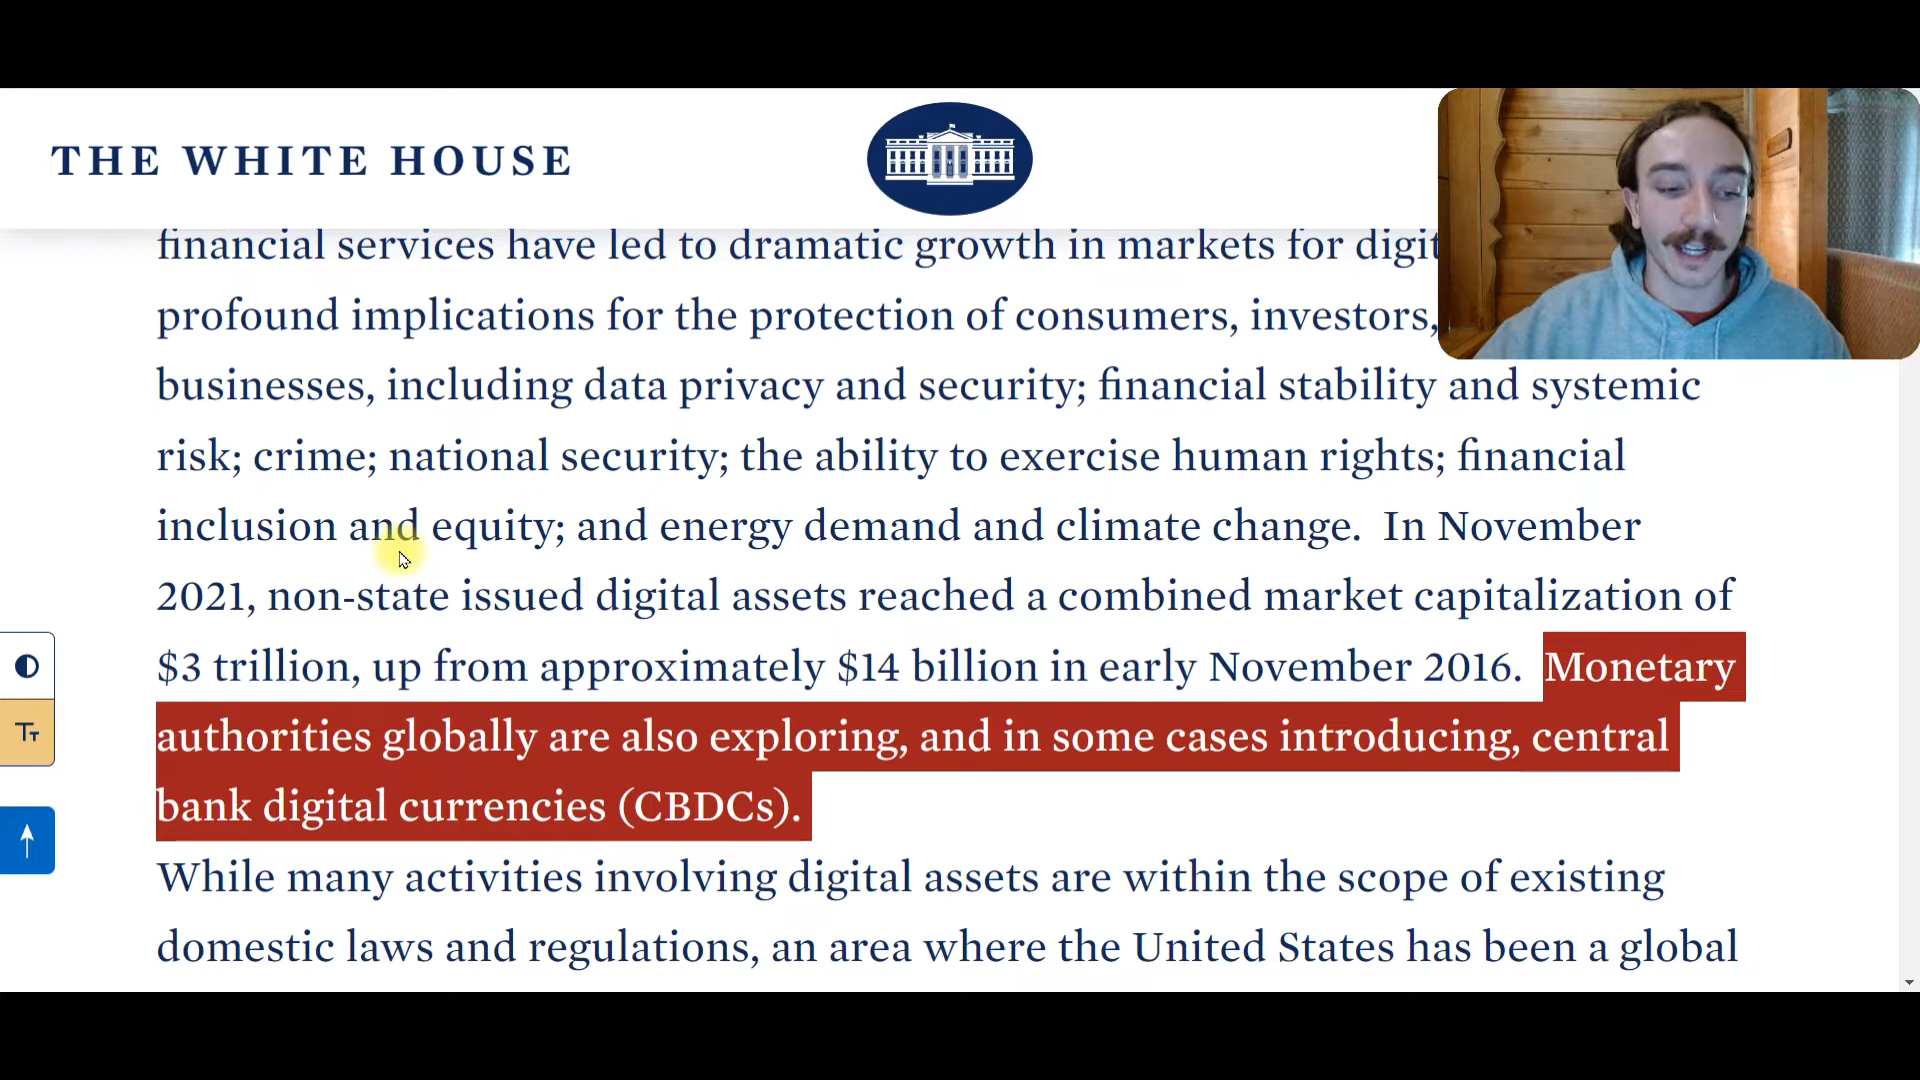 THE WHITE HOUSE
financial services have led to dramatic growth in markets for digit
profound implications for the protection of consumers, investors,
businesses, including data privacy and security; financial stability and systemic
risk; crime; national security; the ability to exercise human rights; financial
inclusion and equity; and energy demand and climate change. In November
2021, non-state issued digital assets reached a combined market capitalization of
$3 trillion, up from approximately $14 billion in early November 2016. Monetary
authorities globally are also exploring, and in some cases introducing, central
bank digital currencies (CBDCs).
While many activities involving digital assets are within the scope of existing
domestic laws and regulations, an area where the United States has been a global
TT